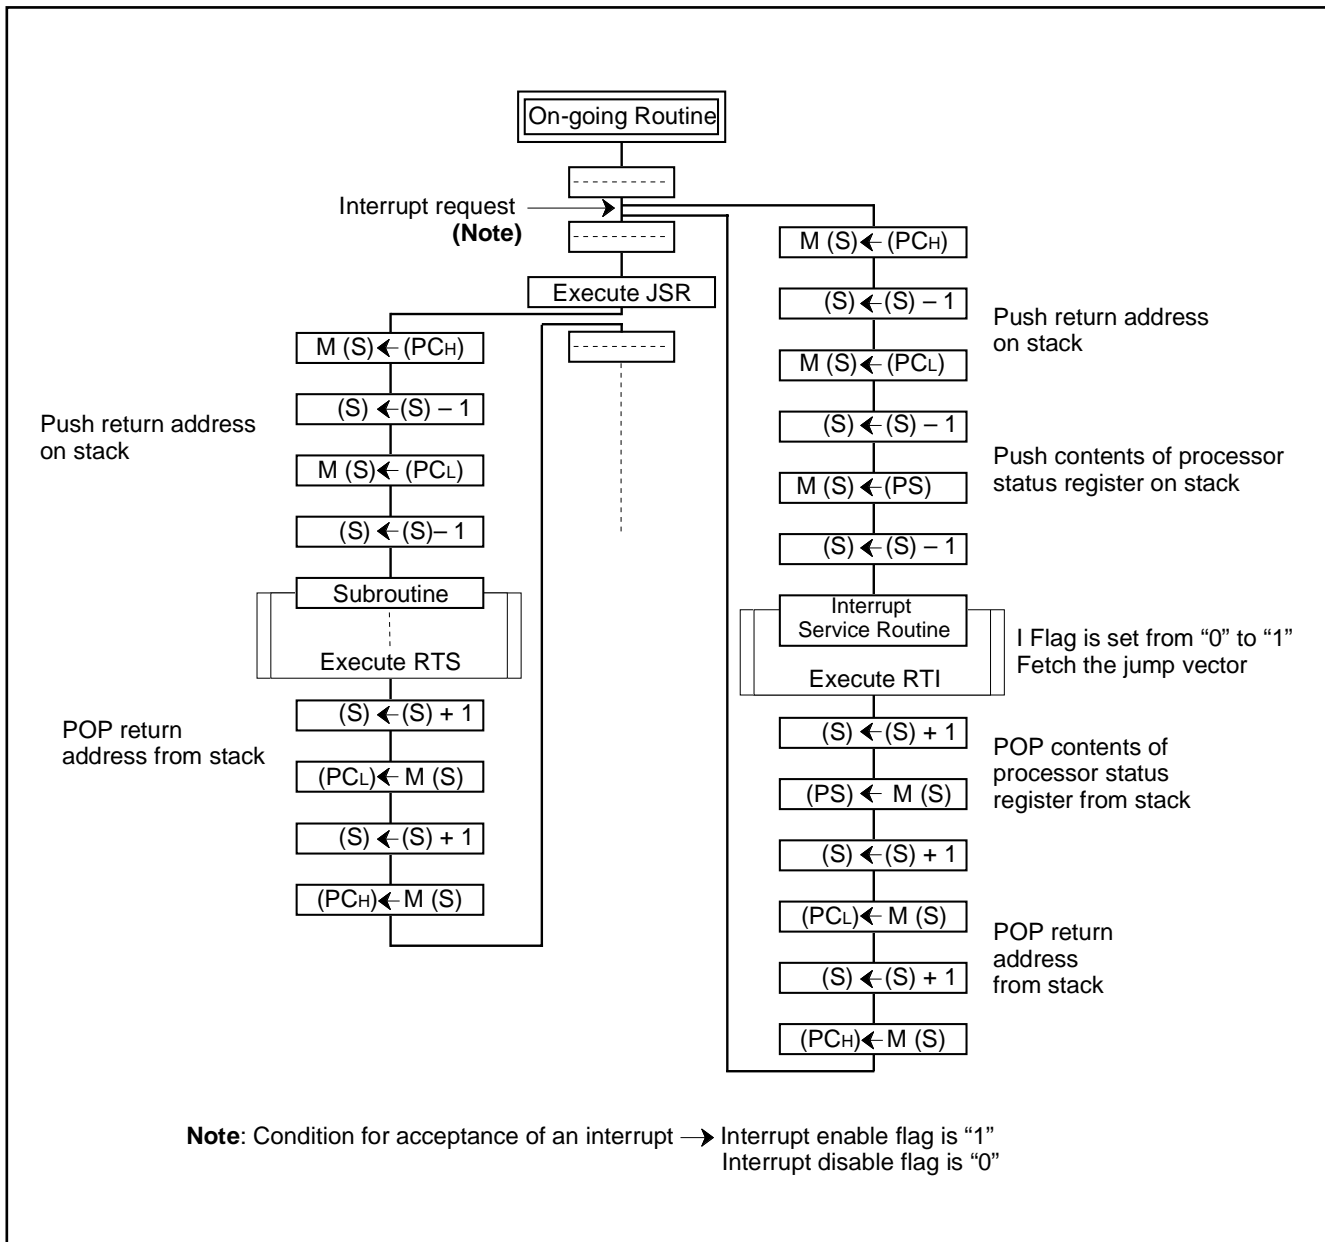 On-going Routine
Interrupt request
(Note)
Execute JSR
M (S) ← (PCH)
(S) ← (S) – 1
M (S) ← (PCL)
(S) ← (S)– 1
Push return address
on stack
Subroutine
Execute RTS
POP return
address from stack
(S) ← (S) + 1
(PCL) ← M (S)
(S) ← (S) + 1
(PCH) ← M (S)
M (S) ← (PCH)
(S) ← (S) – 1
M (S) ← (PCL)
(S) ← (S) – 1
M (S) ← (PS)
(S) ← (S) – 1
Push return address
on stack
Push contents of processor
status register on stack
Interrupt
Service Routine
Execute RTI
I Flag is set from “0” to “1”
Fetch the jump vector
(S) ← (S) + 1
(PS) ← M (S)
(S) ← (S) + 1
(PCL) ← M (S)
(S) ← (S) + 1
(PCH) ← M (S)
POP contents of
processor status
register from stack
POP return
address
from stack
Note: Condition for acceptance of an interrupt → Interrupt enable flag is “1”
Interrupt disable flag is “0”